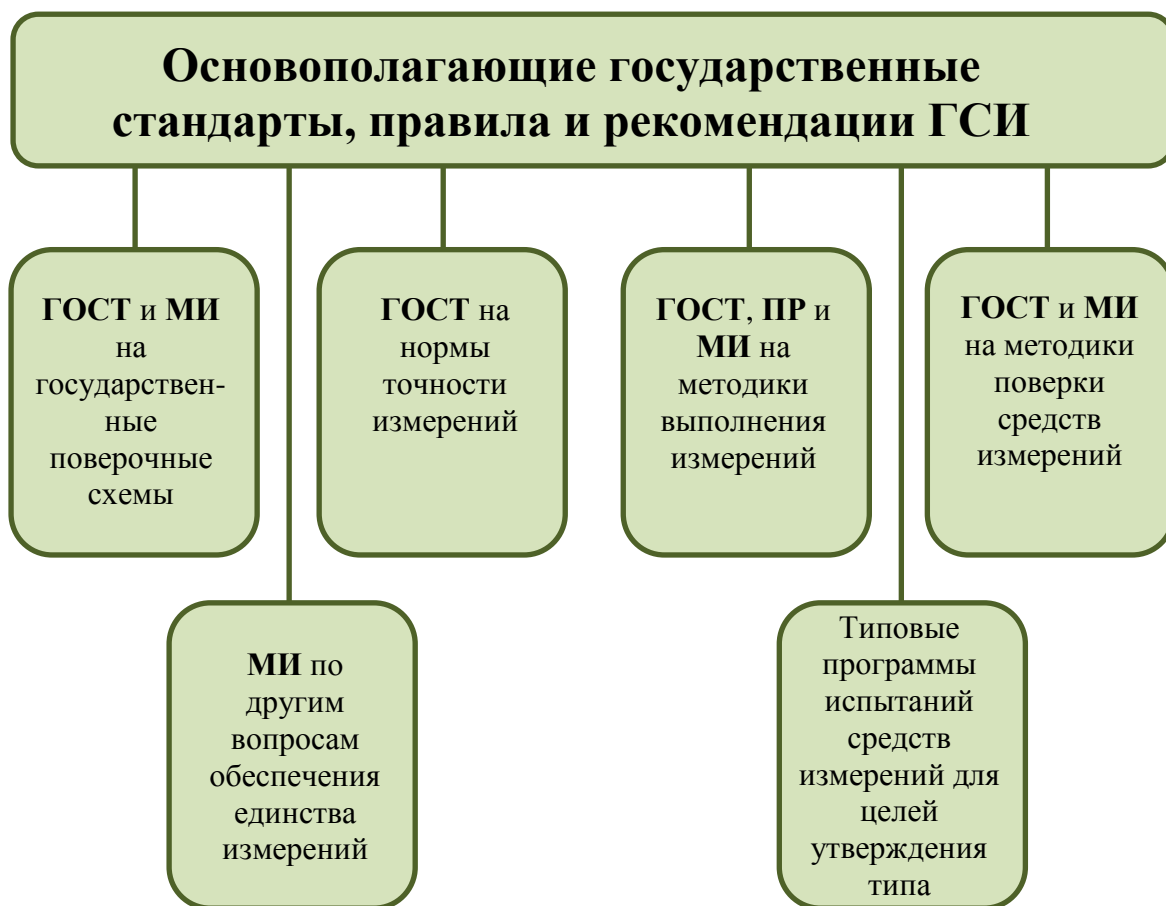 Основополагающие государственные
стандарты, правила и рекомендации ГСИ
ГОСТ и МИ
на
государствен-
ные
поверочные
схемы
ГОСТ на
нормы
точности
измерений
ГОСТ, ПР и
МИ на
методики
выполнения
измерений
ГОСТ и МИ
на методики
поверки
средств
измерений
МИ по
другим
вопросам
обеспечения
единства
измерений
Типовые
программы
испытаний
средств
измерений для
целей
утверждения
типа